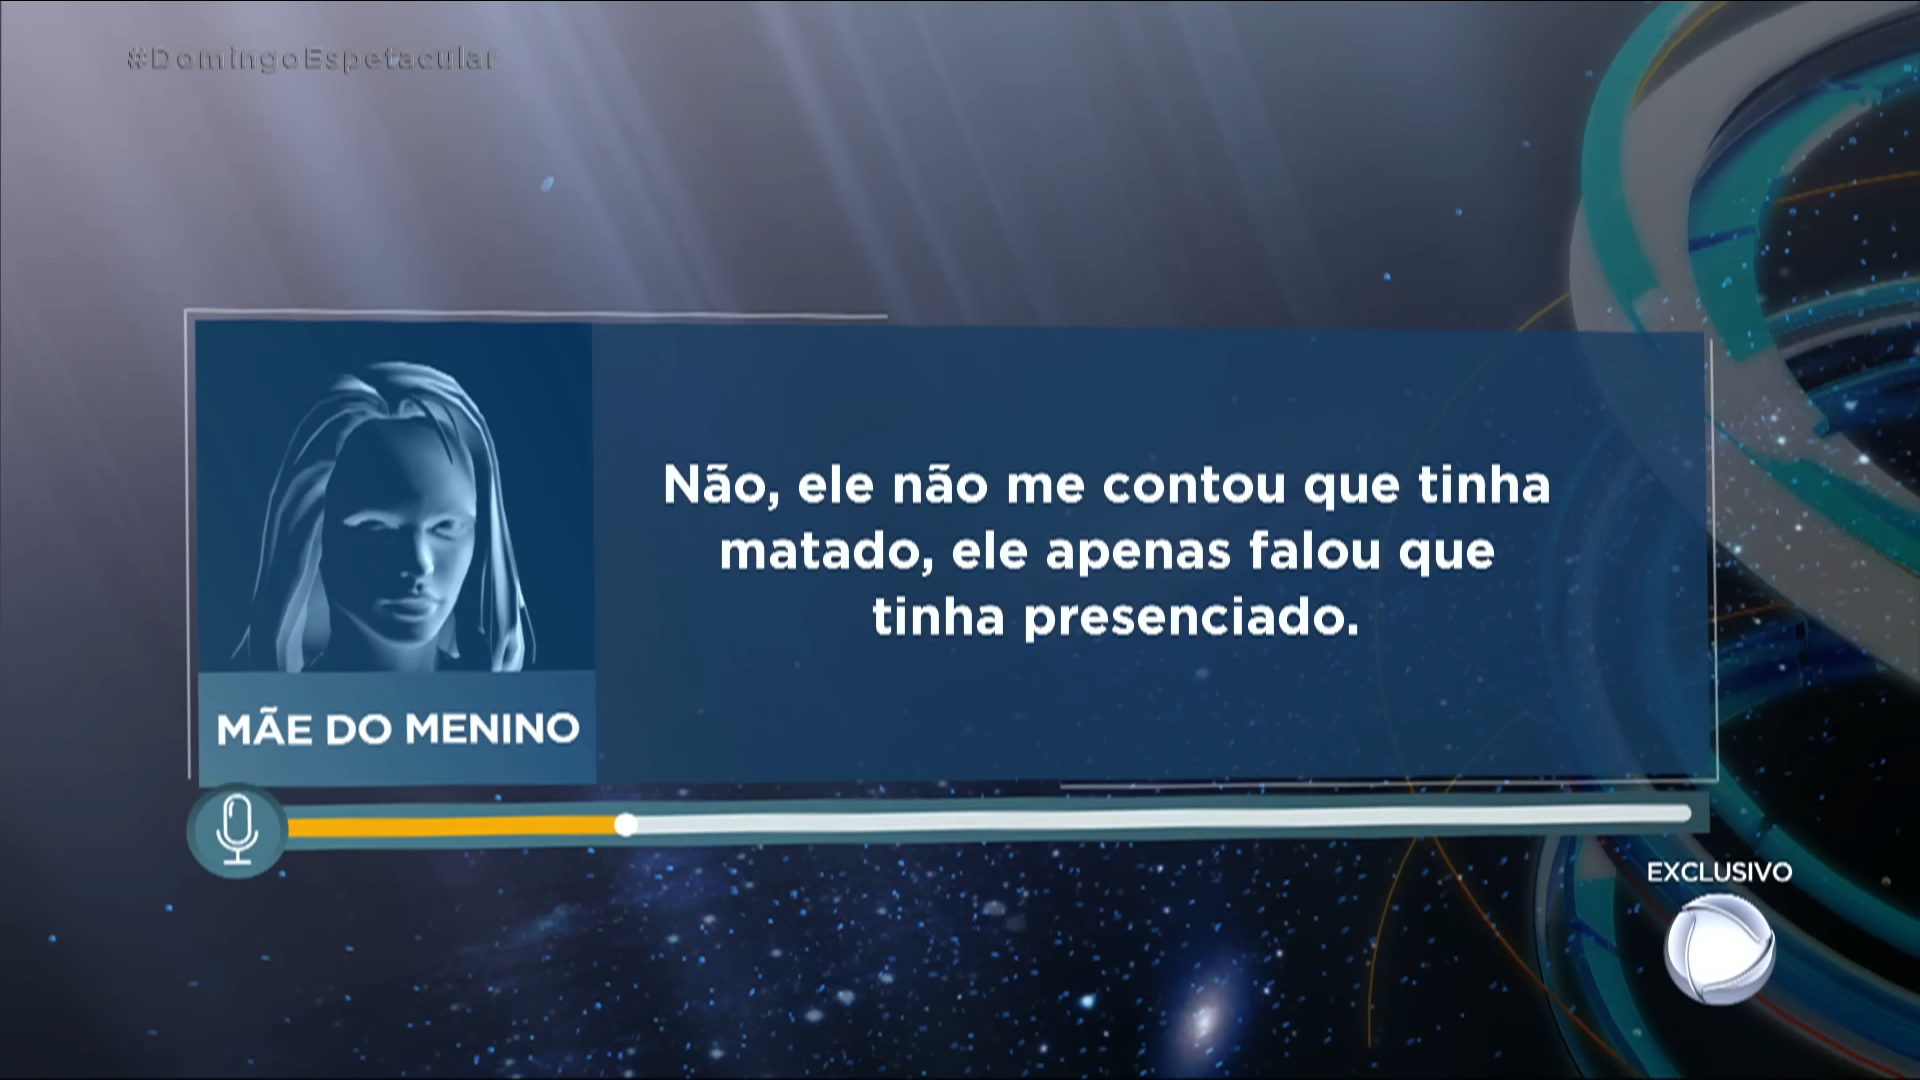 #DomingoEspetacular
Não, ele não me contou que tinha
matado, ele apenas falou que
tinha presenciado.
MÃE DO MENINO
EXCLUSIVO